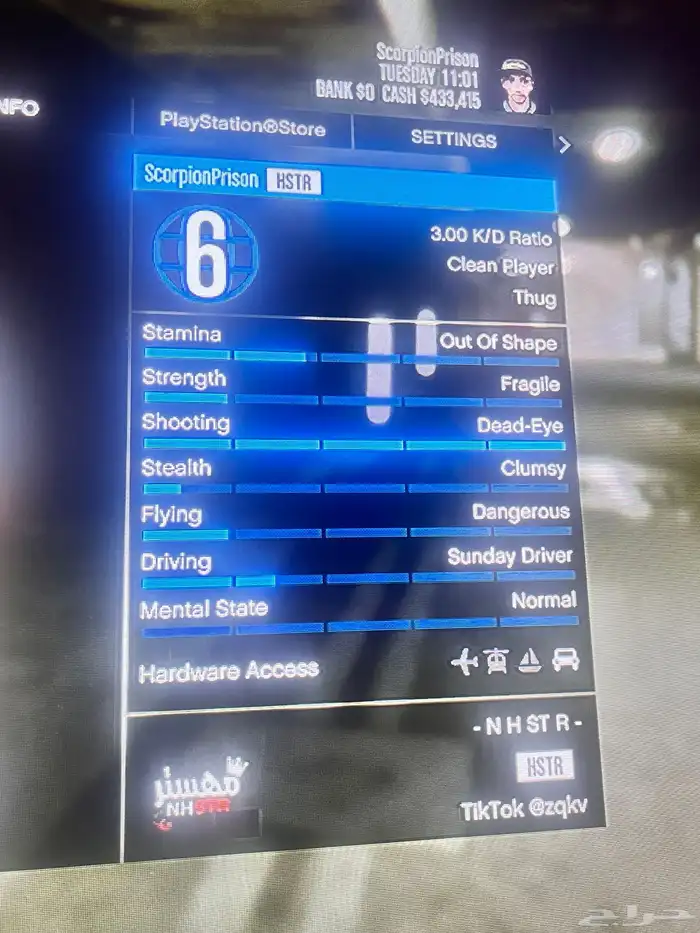 NFO
ScorpionPrison
TUESDAY 11:01
BANK $0 CASH $433,415
PlayStation®Store
SETTINGS
ScorpionPrison HSTR
6
3.00 K/D Ratio
Clean Player
Thug
Stamina Out Of Shape
Strength Fragile
Shooting Dead-Eye
Stealth Clumsy
Flying Dangerous
Driving Sunday Driver
Mental State Normal
Hardware Access
- N H ST R -
HSTR
TikTok @zqkv
NHSTR
حراج